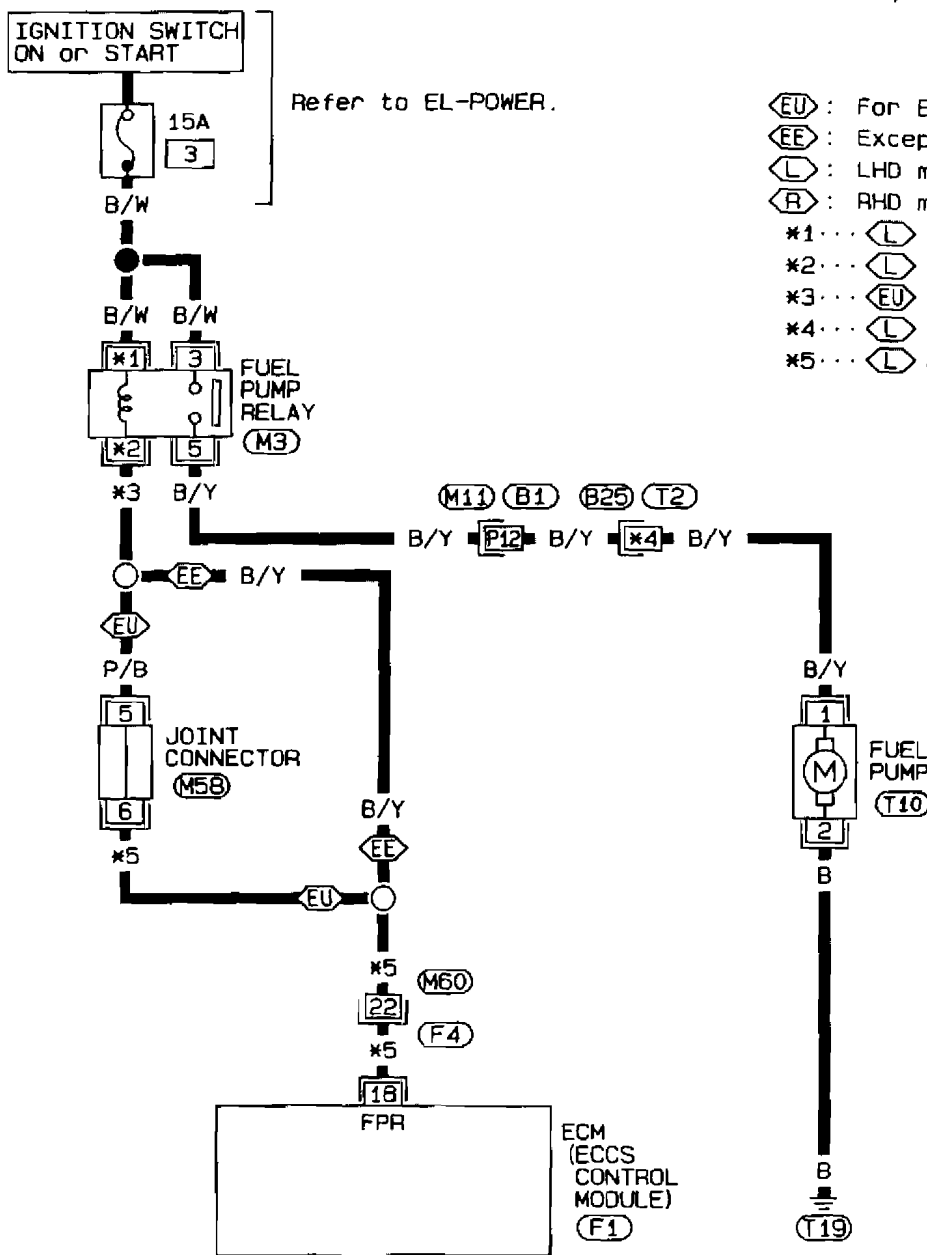 IGNITION SWITCH
ON or START
Refer to EL-POWER.
15A
3
B/W
B/W
B/W
*1
3
FUEL
PUMP
RELAY
M3
*2
5
*3
B/Y
EU : For E
EE : Excep
L : LHD m
R : RHD m
*1··· L
*2··· L
*3··· EU
*4··· L
*5··· L
M11
B1
B25
T2
B/Y
P12
B/Y
*4
B/Y
EE
B/Y
EU
P/B
5
JOINT
CONNECTOR
M58
6
*5
B/Y
EE
EU
B/Y
1
M
FUEL
PUMP
T10
2
B
*5
M60
22
F4
*5
18
FPR
ECM
(ECCS
CONTROL
MODULE)
F1
B
T19